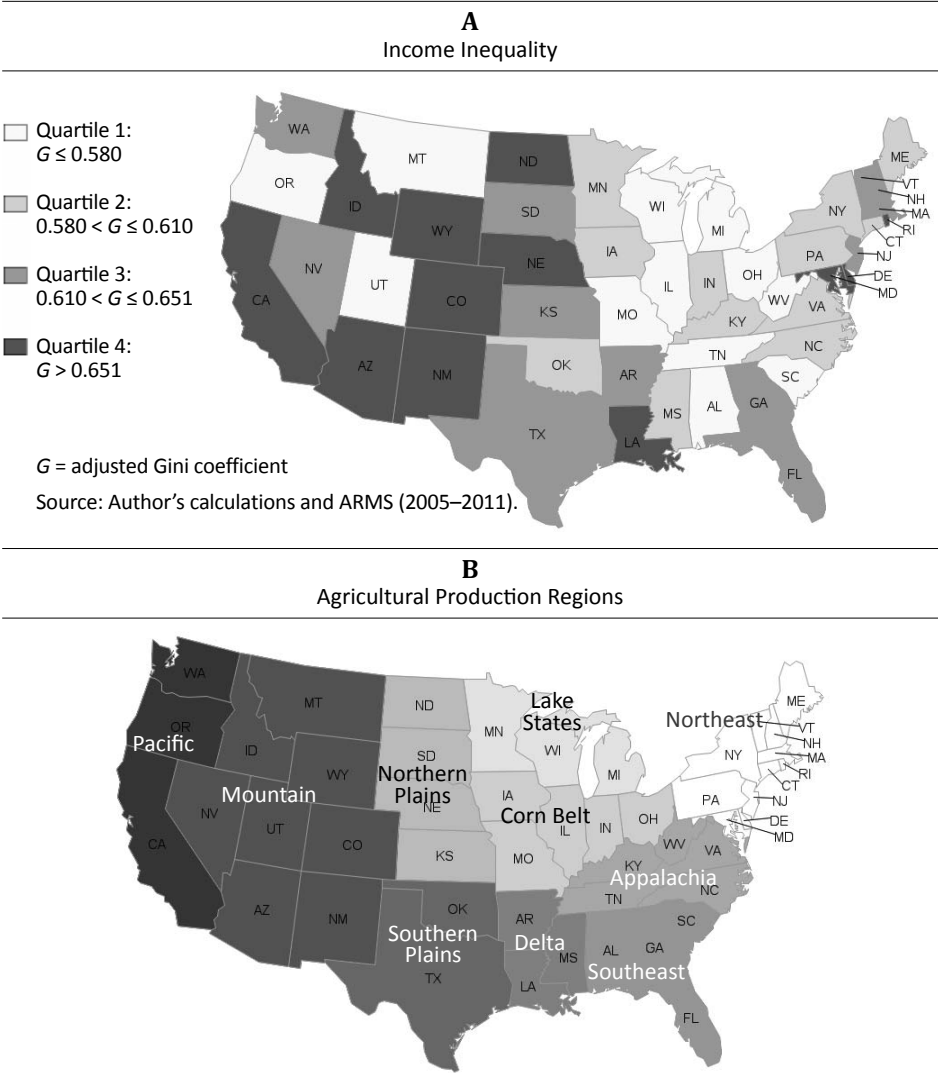 A
Income Inequality
Quartile 1:
G ≤ 0.580
Quartile 2:
0.580 < G ≤ 0.610
Quartile 3:
0.610 < G ≤ 0.651
Quartile 4:
G > 0.651
WA
OR
CA
NV
ID
MT
WY
UT
CO
AZ
NM
ND
SD
NE
KS
OK
TX
MN
IA
MO
AR
LA
WI
IL
MI
IN
OH
KY
TN
MS
AL
GA
FL
SC
NC
VA
WV
PA
NY
ME
VT
NH
MA
RI
CT
NJ
DE
MD
G = adjusted Gini coefficient
Source: Author’s calculations and ARMS (2005–2011).
B
Agricultural Production Regions
WA
OR
Pacific
CA
MT
ID
WY
Mountain
NV
UT
CO
AZ
NM
ND
SD
Northern
Plains
NE
KS
OK
Southern
Plains
TX
Lake
States
MN
WI
MI
IA
Corn Belt
IL
IN
OH
MO
AR
Delta
MS
LA
KY
WV
VA
Appalachia
TN
NC
SC
AL
GA
Southeast
FL
Northeast
ME
VT
NH
MA
RI
CT
NY
PA
NJ
DE
MD